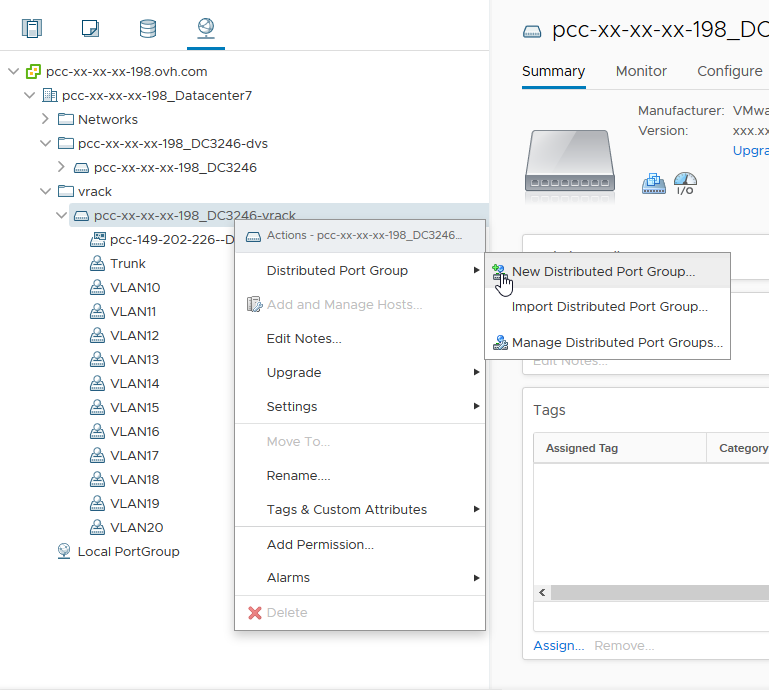 pcc-xx-xx-xx-198.ovh.com
pcc-xx-xx-xx-198_Datacenter7
Networks
pcc-xx-xx-xx-198_DC3246-dvs
pcc-xx-xx-xx-198_DC3246
vrack
pcc-xx-xx-xx-198_DC3246-vrack
pcc-149-202-226--D
Trunk
VLAN10
VLAN11
VLAN12
VLAN13
VLAN14
VLAN15
VLAN16
VLAN17
VLAN18
VLAN19
VLAN20
Local PortGroup
Actions - pcc-xx-xx-xx-198_DC3246...
Distributed Port Group
Add and Manage Hosts...
Edit Notes...
Upgrade
Settings
Move To...
Rename....
Tags & Custom Attributes
Add Permission...
Alarms
Delete
New Distributed Port Group...
Import Distributed Port Group...
Manage Distributed Port Groups...
pcc-xx-xx-xx-198_DC
Summary
Monitor
Configure
Manufacturer: VMwa
Version: xxx.xx
Upgra
I/O
Edit Notes...
Tags
Assigned Tag
Category
Assign...
Remove...